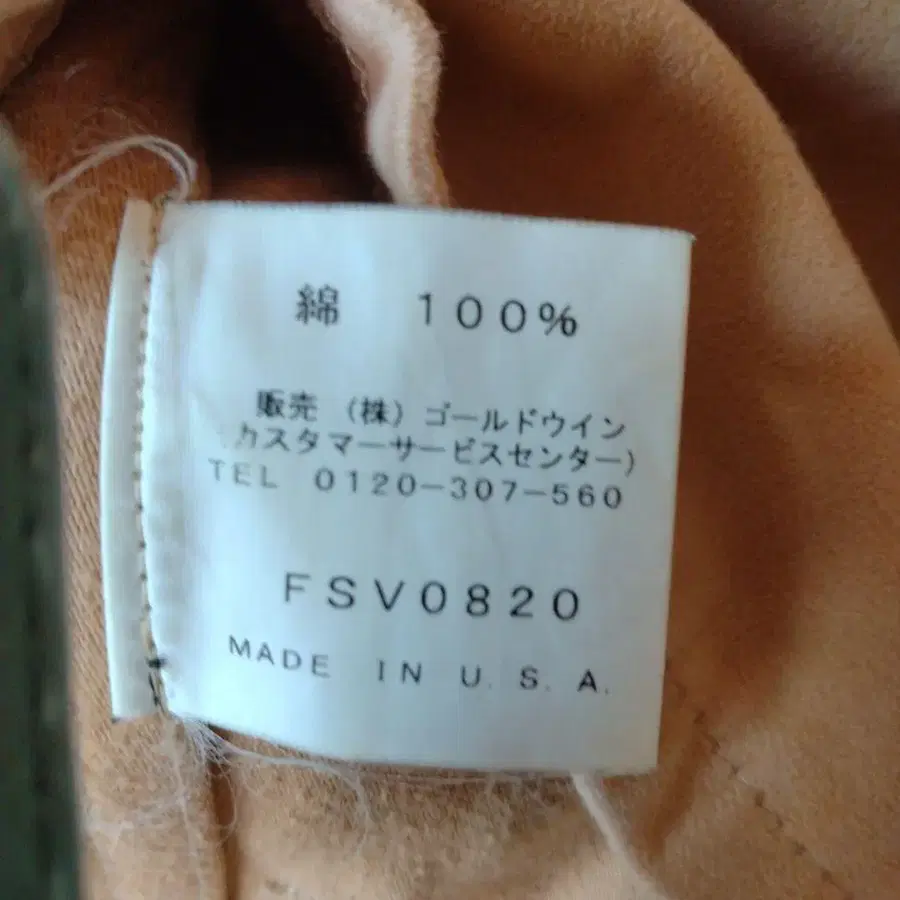 綿 100%
販売 (株) ゴールドウイン
カスタマーサービスセンター)
TEL 0120-307-560
FSV0820
MADE IN U.S.A.